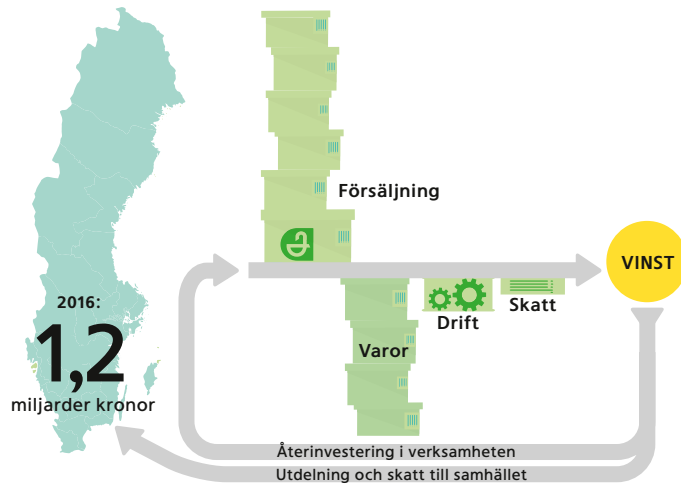 Försäljning
2016:
1,2
miljarder kronor
VINST
Skatt
Drift
Varor
Återinvestering i verksamheten
Utdelning och skatt till samhället